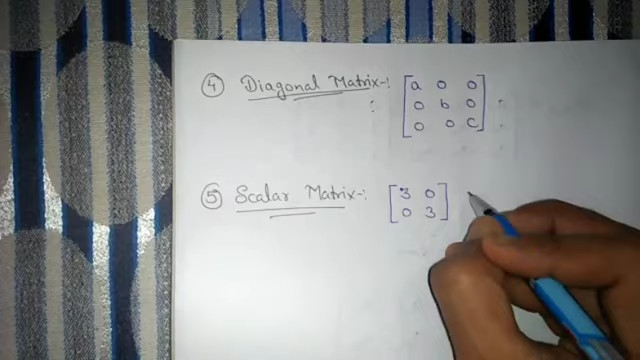 ④ Diagonal Matrix-: [a 0 0
0 b 0
0 0 c]
⑤ Scalar Matrix-: [3 0
0 3]